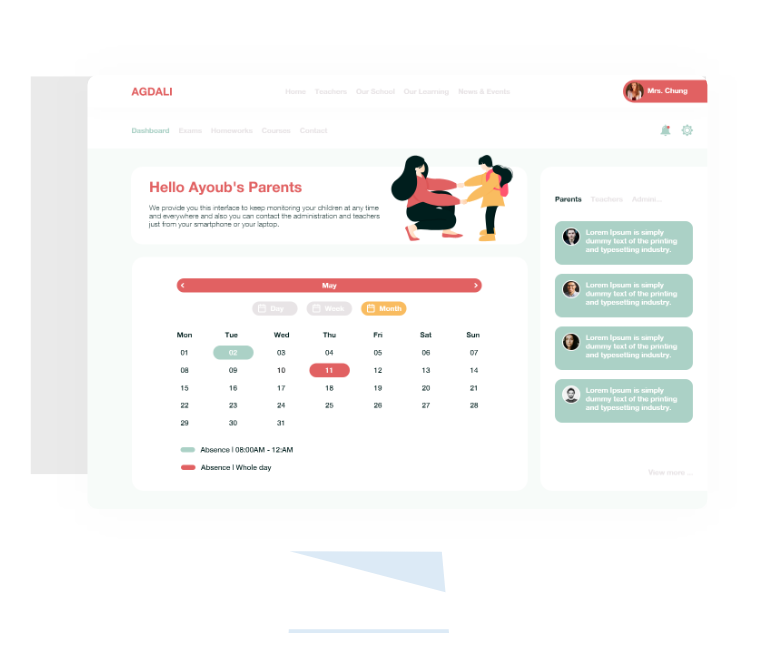 AGDALI
Home Teachers Our School Our Learning News & Events
Mrs. Chung
Dashboard Exams Homeworks Courses Contact
Hello Ayoub's Parents
We provide you this interface to keep monitoring your children at any time
and everywhere and also you can contact the administration and teachers
just from your smartphone or your laptop.
May
Day Week Month
Mon Tue Wed Thu Fri Sat Sun
01 02 03 04 05 06 07
08 09 10 11 12 13 14
15 16 17 18 19 20 21
22 23 24 25 26 27 28
29 30 31
Absence | 08:00AM - 12:AM
Absence | Whole day
Parents Teachers Admin...
Lorem Ipsum is simply
dummy text of the printing
and typesetting industry.
Lorem Ipsum is simply
dummy text of the printing
and typesetting industry.
Lorem Ipsum is simply
dummy text of the printing
and typesetting industry.
Lorem Ipsum is simply
dummy text of the printing
and typesetting industry.
View more ...